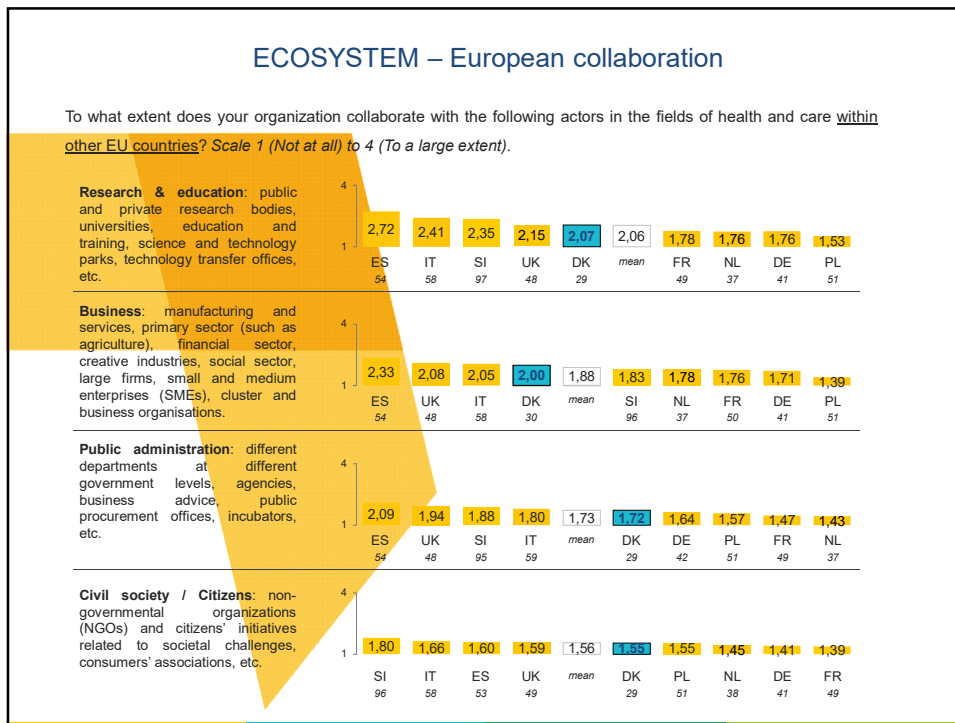 ECOSYSTEM – European collaboration
To what extent does your organization collaborate with the following actors in the fields of health and care within
other EU countries? Scale 1 (Not at all) to 4 (To a large extent).
Research & education: public
and private research bodies,
universities, education and
training, science and technology
parks, technology transfer offices,
etc.
4
1
2,72 2,41 2,35 2,15 2,07 2,06 1,78 1,76 1,76 1,53
ES IT SI UK DK mean FR NL DE PL
54 58 97 48 29 49 37 41 51
Business: manufacturing and
services, primary sector (such as
agriculture), financial sector,
creative industries, social sector,
large firms, small and medium
enterprises (SMEs), cluster and
business organisations.
4
1
2,33 2,08 2,05 2,00 1,88 1,83 1,78 1,76 1,71 1,39
ES UK IT DK mean SI NL FR DE PL
54 48 58 30 96 37 50 41 51
Public administration: different
departments at different
government levels, agencies,
business advice, public
procurement offices, incubators,
etc.
4
1
2,09 1,94 1,88 1,80 1,73 1,72 1,64 1,57 1,47 1,43
ES UK SI IT mean DK DE PL FR NL
54 48 95 59 29 42 51 49 37
Civil society / Citizens: non-
governmental organizations
(NGOs) and citizens' initiatives
related to societal challenges,
consumers' associations, etc.
4
1
1,80 1,66 1,60 1,59 1,56 1,55 1,55 1,45 1,41 1,39
SI IT ES UK mean DK PL NL DE FR
96 58 53 49 29 51 38 41 49